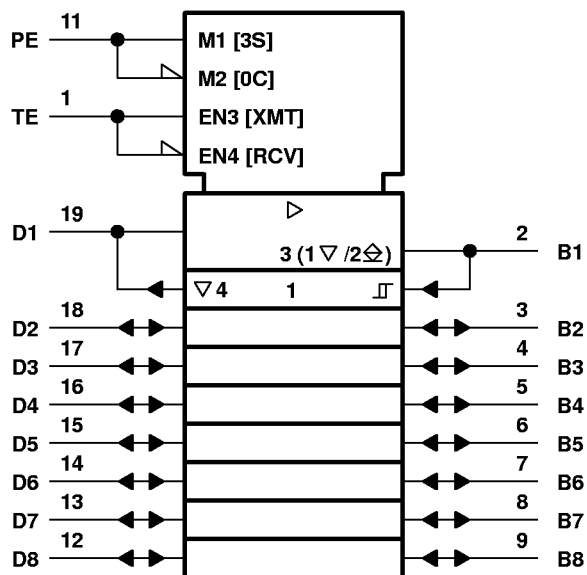 11
PE M1 [3S]
M2 [0C]
1
TE EN3 [XMT]
EN4 [RCV]
19
D1
3 (1▽/2⎒) 2 B1
▽4 1
18 3
D2 B2
17 4
D3 B3
16 5
D4 B4
15 6
D5 B5
14 7
D6 B6
13 8
D7 B7
12 9
D8 B8